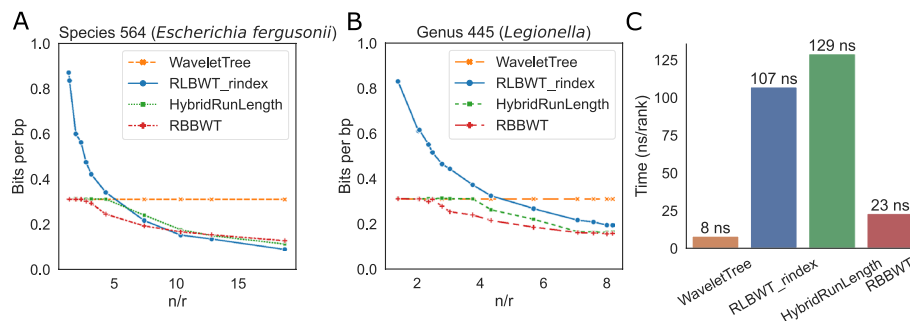 A
Species 564 (Escherichia fergusonii)
1.0
0.8
0.6
0.4
0.2
0.0
Bits per bp
WaveletTree
RLBWT_rindex
HybridRunLength
RBBWT
5
10
15
n/r
B
Genus 445 (Legionella)
1.0
0.8
0.6
0.4
0.2
0.0
Bits per bp
WaveletTree
RLBWT_rindex
HybridRunLength
RBBWT
2
4
6
8
n/r
C
125
100
75
50
25
0
Time (ns/rank)
8 ns
107 ns
129 ns
23 ns
WaveletTree
RLBWT_rindex
HybridRunLength
RBBWT